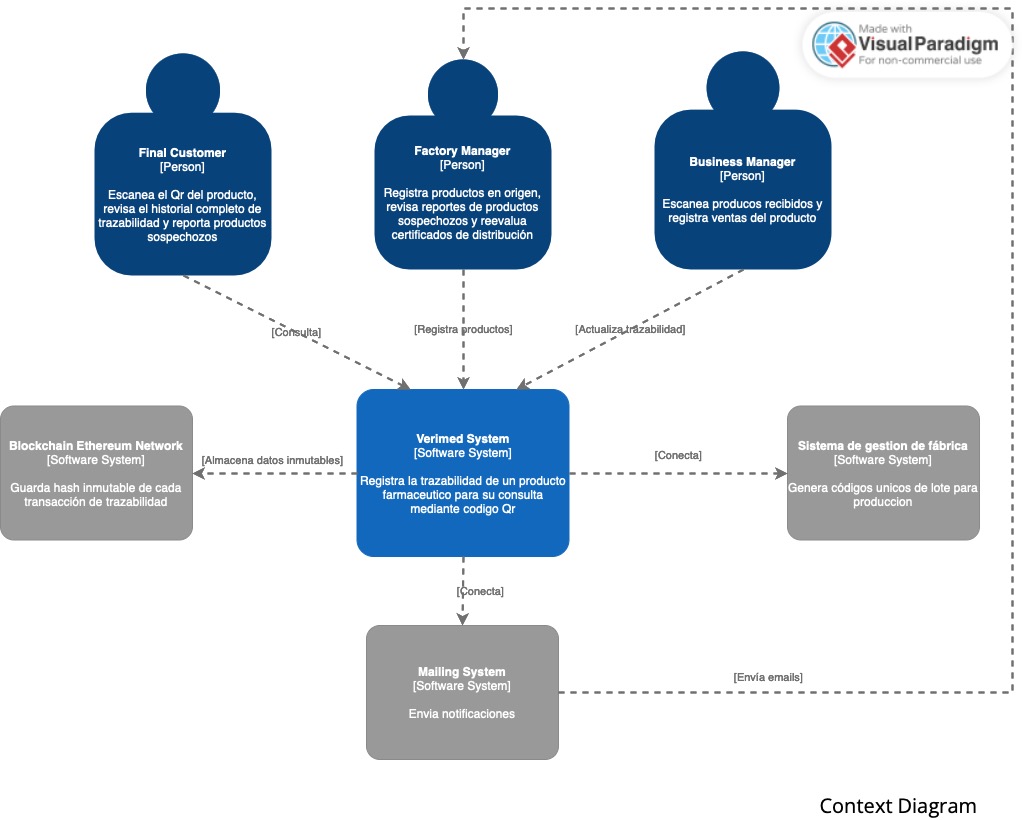 Made with
Visual Paradigm
For non-commercial use
Final Customer
[Person]
Escanea el Qr del producto,
revisa el historial completo de
trazabilidad y reporta productos
sospechozos
Factory Manager
[Person]
Registra productos en origen,
revisa reportes de productos
sospechozos y reevalua
certificados de distribución
Business Manager
[Person]
Escanea producos recibidos y
registra ventas del producto
[Consulta]
[Registra productos]
[Actualiza trazabilidad]
Blockchain Ethereum Network
[Software System]
Guarda hash inmutable de cada
transacción de trazabilidad
[Almacena datos inmutables]
Verimed System
[Software System]
Registra la trazabilidad de un producto
farmaceutico para su consulta
mediante codigo Qr
[Conecta]
Sistema de gestion de fábrica
[Software System]
Genera códigos unicos de lote para
produccion
[Conecta]
Mailing System
[Software System]
Envia notificaciones
[Envía emails]
Context Diagram